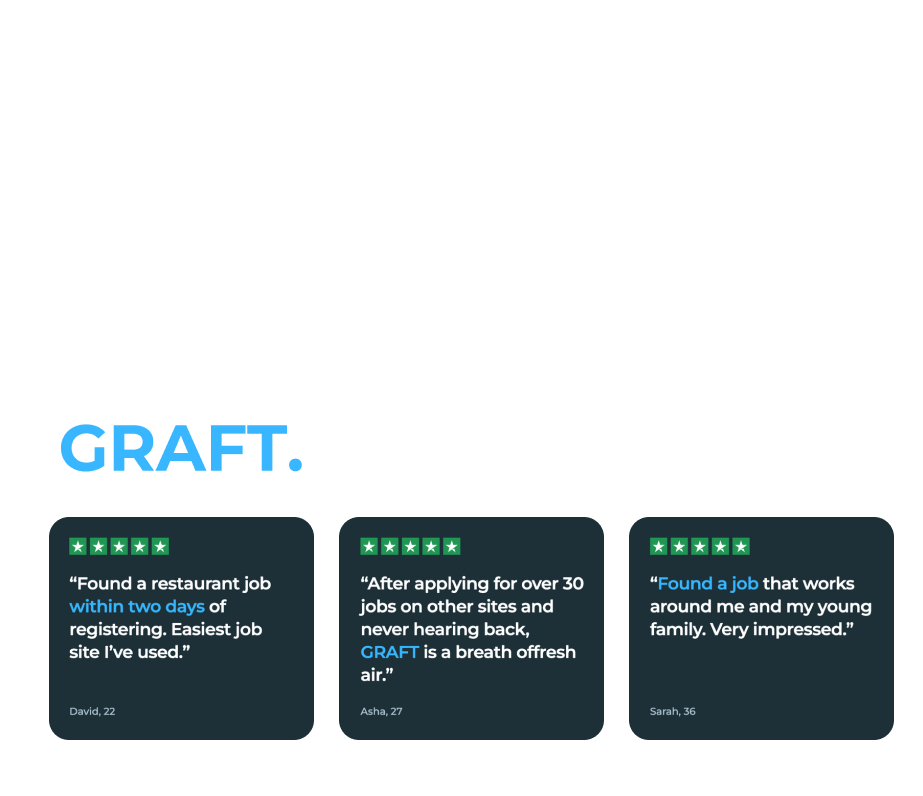 GRAFT.
“Found a restaurant job
within two days of
registering. Easiest job
site I’ve used.”
David, 22
“After applying for over 30
jobs on other sites and
never hearing back,
GRAFT is a breath offresh
air.”
Asha, 27
“Found a job that works
around me and my young
family. Very impressed.”
Sarah, 36